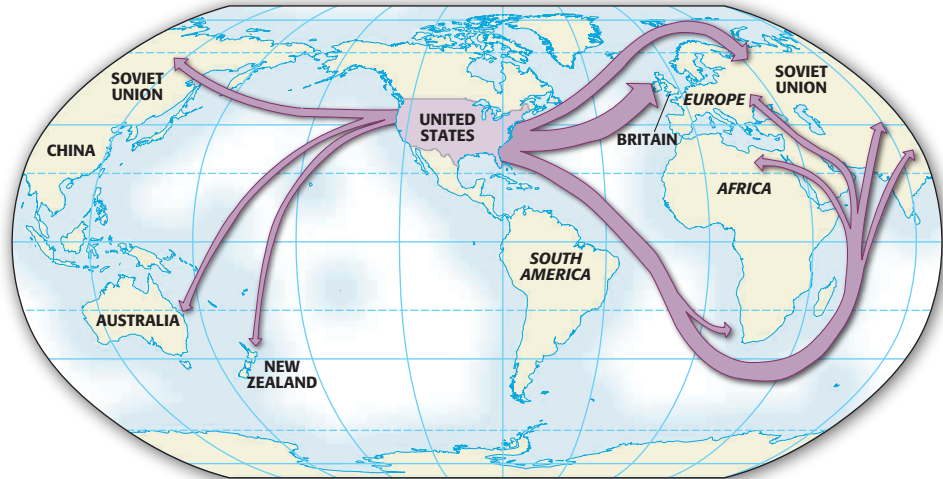 SOVIET
UNION
CHINA
UNITED
STATES
BRITAIN
EUROPE
SOVIET
UNION
AFRICA
SOUTH
AMERICA
AUSTRALIA
NEW
ZEALAND